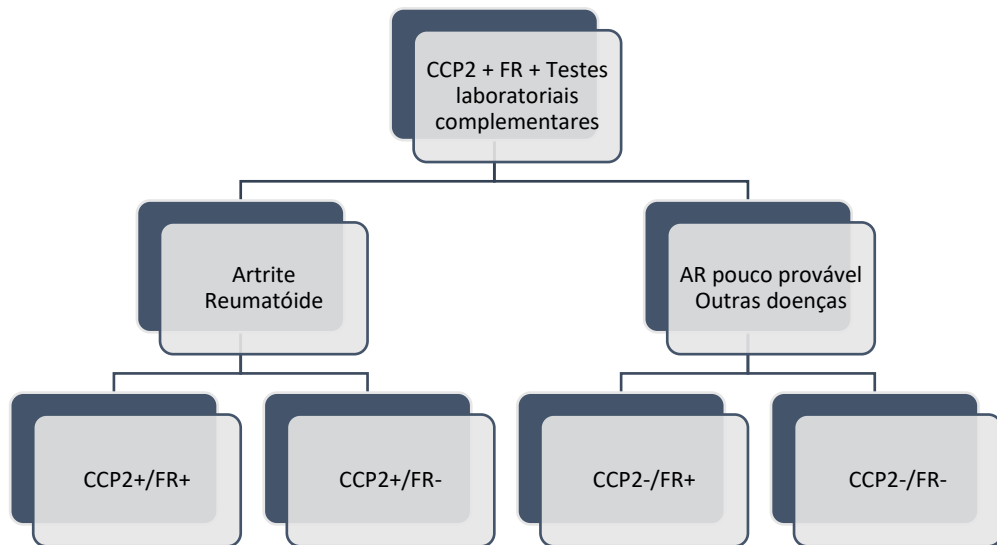 CCP2 + FR + Testes
laboratoriais
complementares
Artrite
Reumatóide
AR pouco provável
Outras doenças
CCP2+/FR+
CCP2+/FR-
CCP2-/FR+
CCP2-/FR-